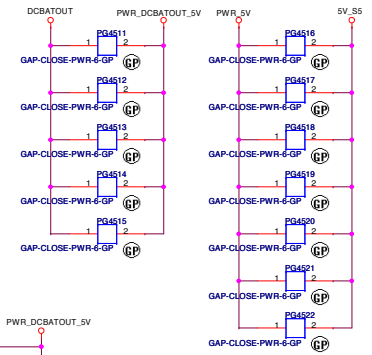 DCBATOUT PWR_DCBATOUT_5V PWR_5V 5V_S5
PG4511
1 2
GAP-CLOSE-PWR-6-GP GP
PG4512
1 2
GAP-CLOSE-PWR-6-GP GP
PG4513
1 2
GAP-CLOSE-PWR-6-GP GP
PG4514
1 2
GAP-CLOSE-PWR-6-GP GP
PG4515
1 2
GAP-CLOSE-PWR-6-GP GP
PG4516
1 2
GAP-CLOSE-PWR-6-GP GP
PG4517
1 2
GAP-CLOSE-PWR-6-GP GP
PG4518
1 2
GAP-CLOSE-PWR-6-GP GP
PG4519
1 2
GAP-CLOSE-PWR-6-GP GP
PG4520
1 2
GAP-CLOSE-PWR-6-GP GP
PG4521
1 2
GAP-CLOSE-PWR-6-GP GP
PG4522
1 2
GAP-CLOSE-PWR-6-GP GP
PWR_DCBATOUT_5V